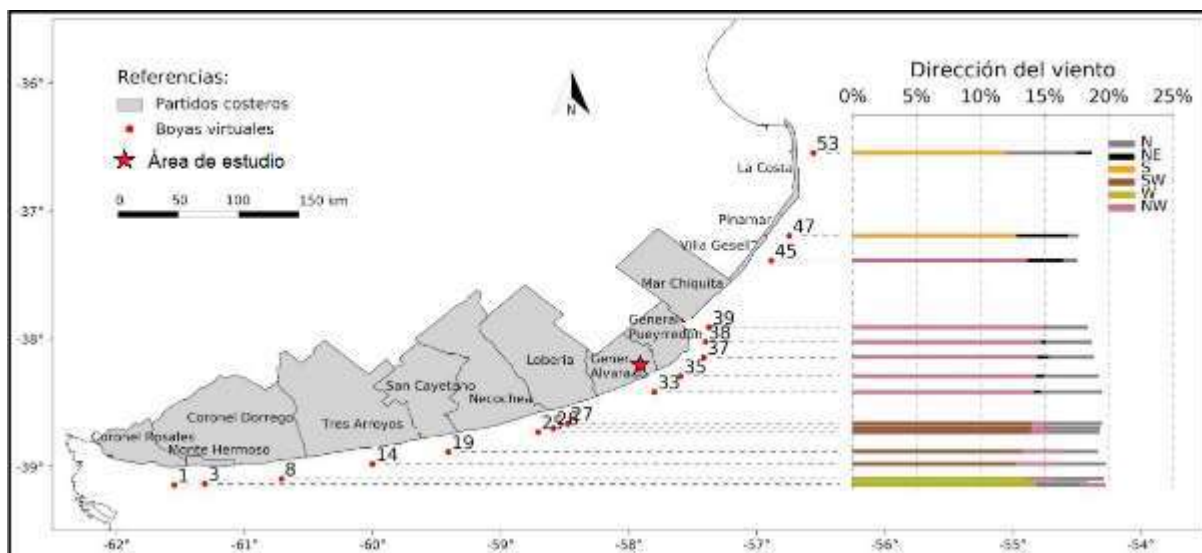 Referencias:
Partidos costeros
Boyas virtuales
Área de estudio
0 50 100 150 km
N
-36°
-37°
-38°
-39°
-62°
-61°
-60°
-59°
-58°
-57°
-56°
-55°
-54°
La Costa
Pinamar
Villa Gesell
Mar Chiquita
General
Pueyrredón
Gener
Alvara
Lobería
Necochea
San Cayetano
Tres Arroyos
Coronel Dorrego
Monte Hermoso
Coronel Rosales
53
47
45
39
38
37
35
33
27
19
14
8
3
1
Dirección del viento
0% 5% 10% 15% 20% 25%
N
NE
S
SW
W
NW